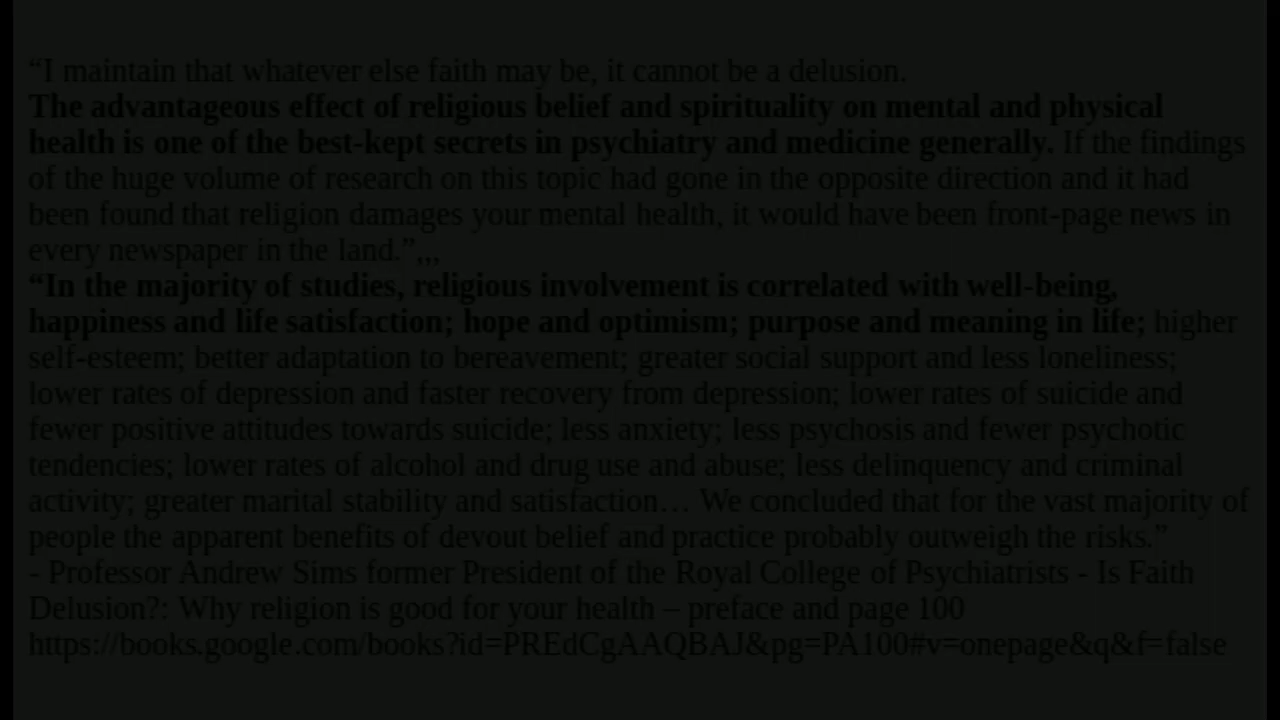 “I maintain that whatever else faith may be, it cannot be a delusion.
The advantageous effect of religious belief and spirituality on mental and physical
health is one of the best-kept secrets in psychiatry and medicine generally. If the findings
of the huge volume of research on this topic had gone in the opposite direction and it had
been found that religion damages your mental health, it would have been front-page news in
every newspaper in the land.”,,,
“In the majority of studies, religious involvement is correlated with well-being,
happiness and life satisfaction; hope and optimism; purpose and meaning in life; higher
self-esteem; better adaptation to bereavement; greater social support and less loneliness;
lower rates of depression and faster recovery from depression; lower rates of suicide and
fewer positive attitudes towards suicide; less anxiety; less psychosis and fewer psychotic
tendencies; lower rates of alcohol and drug use and abuse; less delinquency and criminal
activity; greater marital stability and satisfaction… We concluded that for the vast majority of
people the apparent benefits of devout belief and practice probably outweigh the risks.”
- Professor Andrew Sims former President of the Royal College of Psychiatrists - Is Faith
Delusion?: Why religion is good for your health – preface and page 100
https://books.google.com/books?id=PREdCgAAQBAJ&pg=PA100#v=onepage&q&f=false